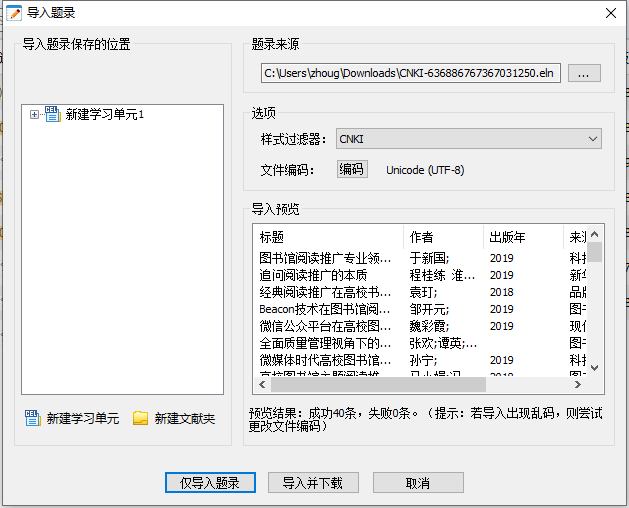 导入题录
导入题录保存的位置
新建学习单元1
新建学习单元 新建文献夹
题录来源
C:\Users\zhoug\Downloads\CNKI-636886767367031250.eln ...
选项
样式过滤器： CNKI
文件编码： 编码 Unicode (UTF-8)
导入预览
标题 作者 出版年 来
图书馆阅读推广专业领... 于新国; 2019 科技
追问阅读推广的本质 程桂练 淮... 2019 新
经典阅读推广在高校书... 袁玎; 2018 品
Beacon技术在图书馆阅... 邹开元; 2019 图
微信公众平台在高校图... 魏彩霞; 2019 现
全面质量管理视角下的... 张欢;谭英;... 图
微媒体时代高校图书馆... 孙宁; 2019 科
高校图书馆主题阅读推
预览结果：成功40条，失败0条。（提示：若导入出现乱码，则尝试
更改文件编码）
仅导入题录 导入并下载 取消